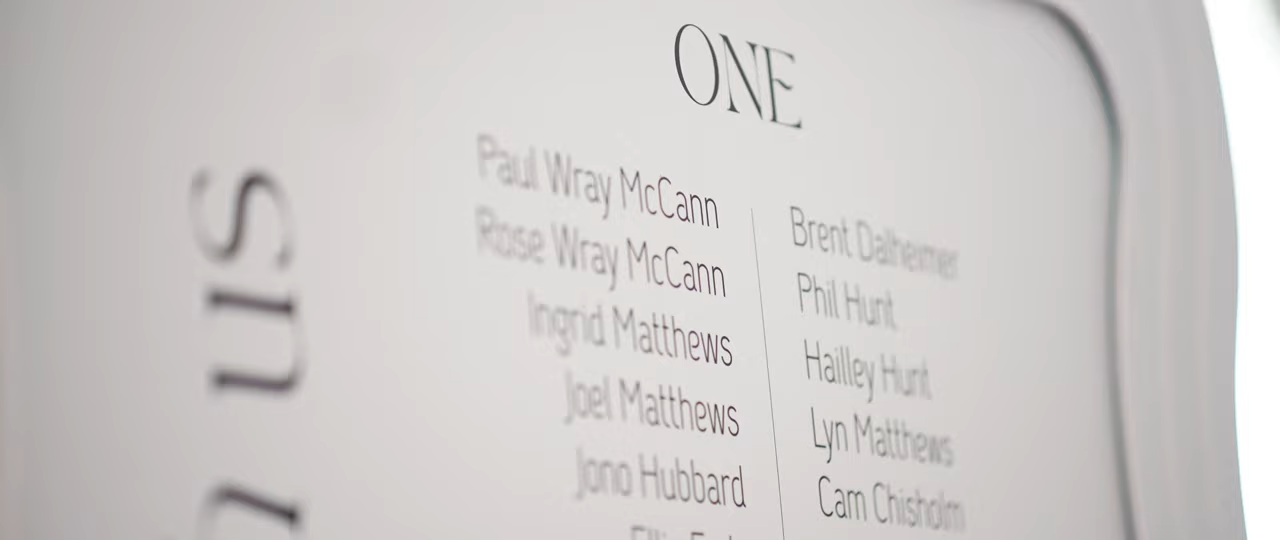 ONE
Paul Wray McCann
Rose Wray McCann
Ingrid Matthews
Joel Matthews
Jono Hubbard
Brent Dalheimer
Phil Hunt
Hailley Hunt
Lyn Matthews
Cam Chisholm
us